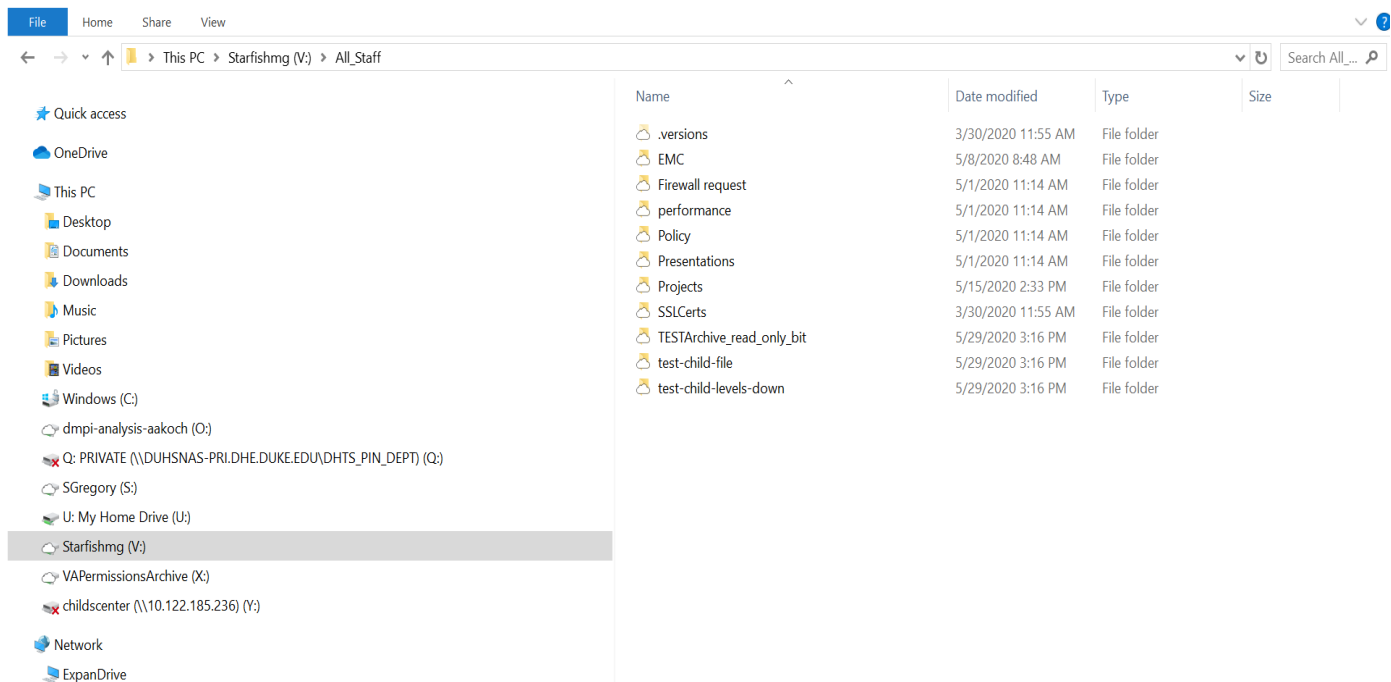 File Home Share View ?
This PC Starfishmg (V:) All_Staff Search All_...
Quick access
OneDrive
This PC
Desktop
Documents
Downloads
Music
Pictures
Videos
Windows (C:)
dmpi-analysis-aakoch (O:)
Q: PRIVATE (\\DUHSNAS-PRI.DHE.DUKE.EDU\DHTS_PIN_DEPT) (Q:)
SGregory (S:)
U: My Home Drive (U:)
Starfishmg (V:)
VAPermissionsArchive (X:)
childscenter (\\10.122.185.236) (Y:)
Network
ExpanDrive
Name Date modified Type Size
.versions 3/30/2020 11:55 AM File folder
EMC 5/8/2020 8:48 AM File folder
Firewall request 5/1/2020 11:14 AM File folder
performance 5/1/2020 11:14 AM File folder
Policy 5/1/2020 11:14 AM File folder
Presentations 5/1/2020 11:14 AM File folder
Projects 5/15/2020 2:33 PM File folder
SSLCerts 3/30/2020 11:55 AM File folder
TESTArchive_read_only_bit 5/29/2020 3:16 PM File folder
test-child-file 5/29/2020 3:16 PM File folder
test-child-levels-down 5/29/2020 3:16 PM File folder